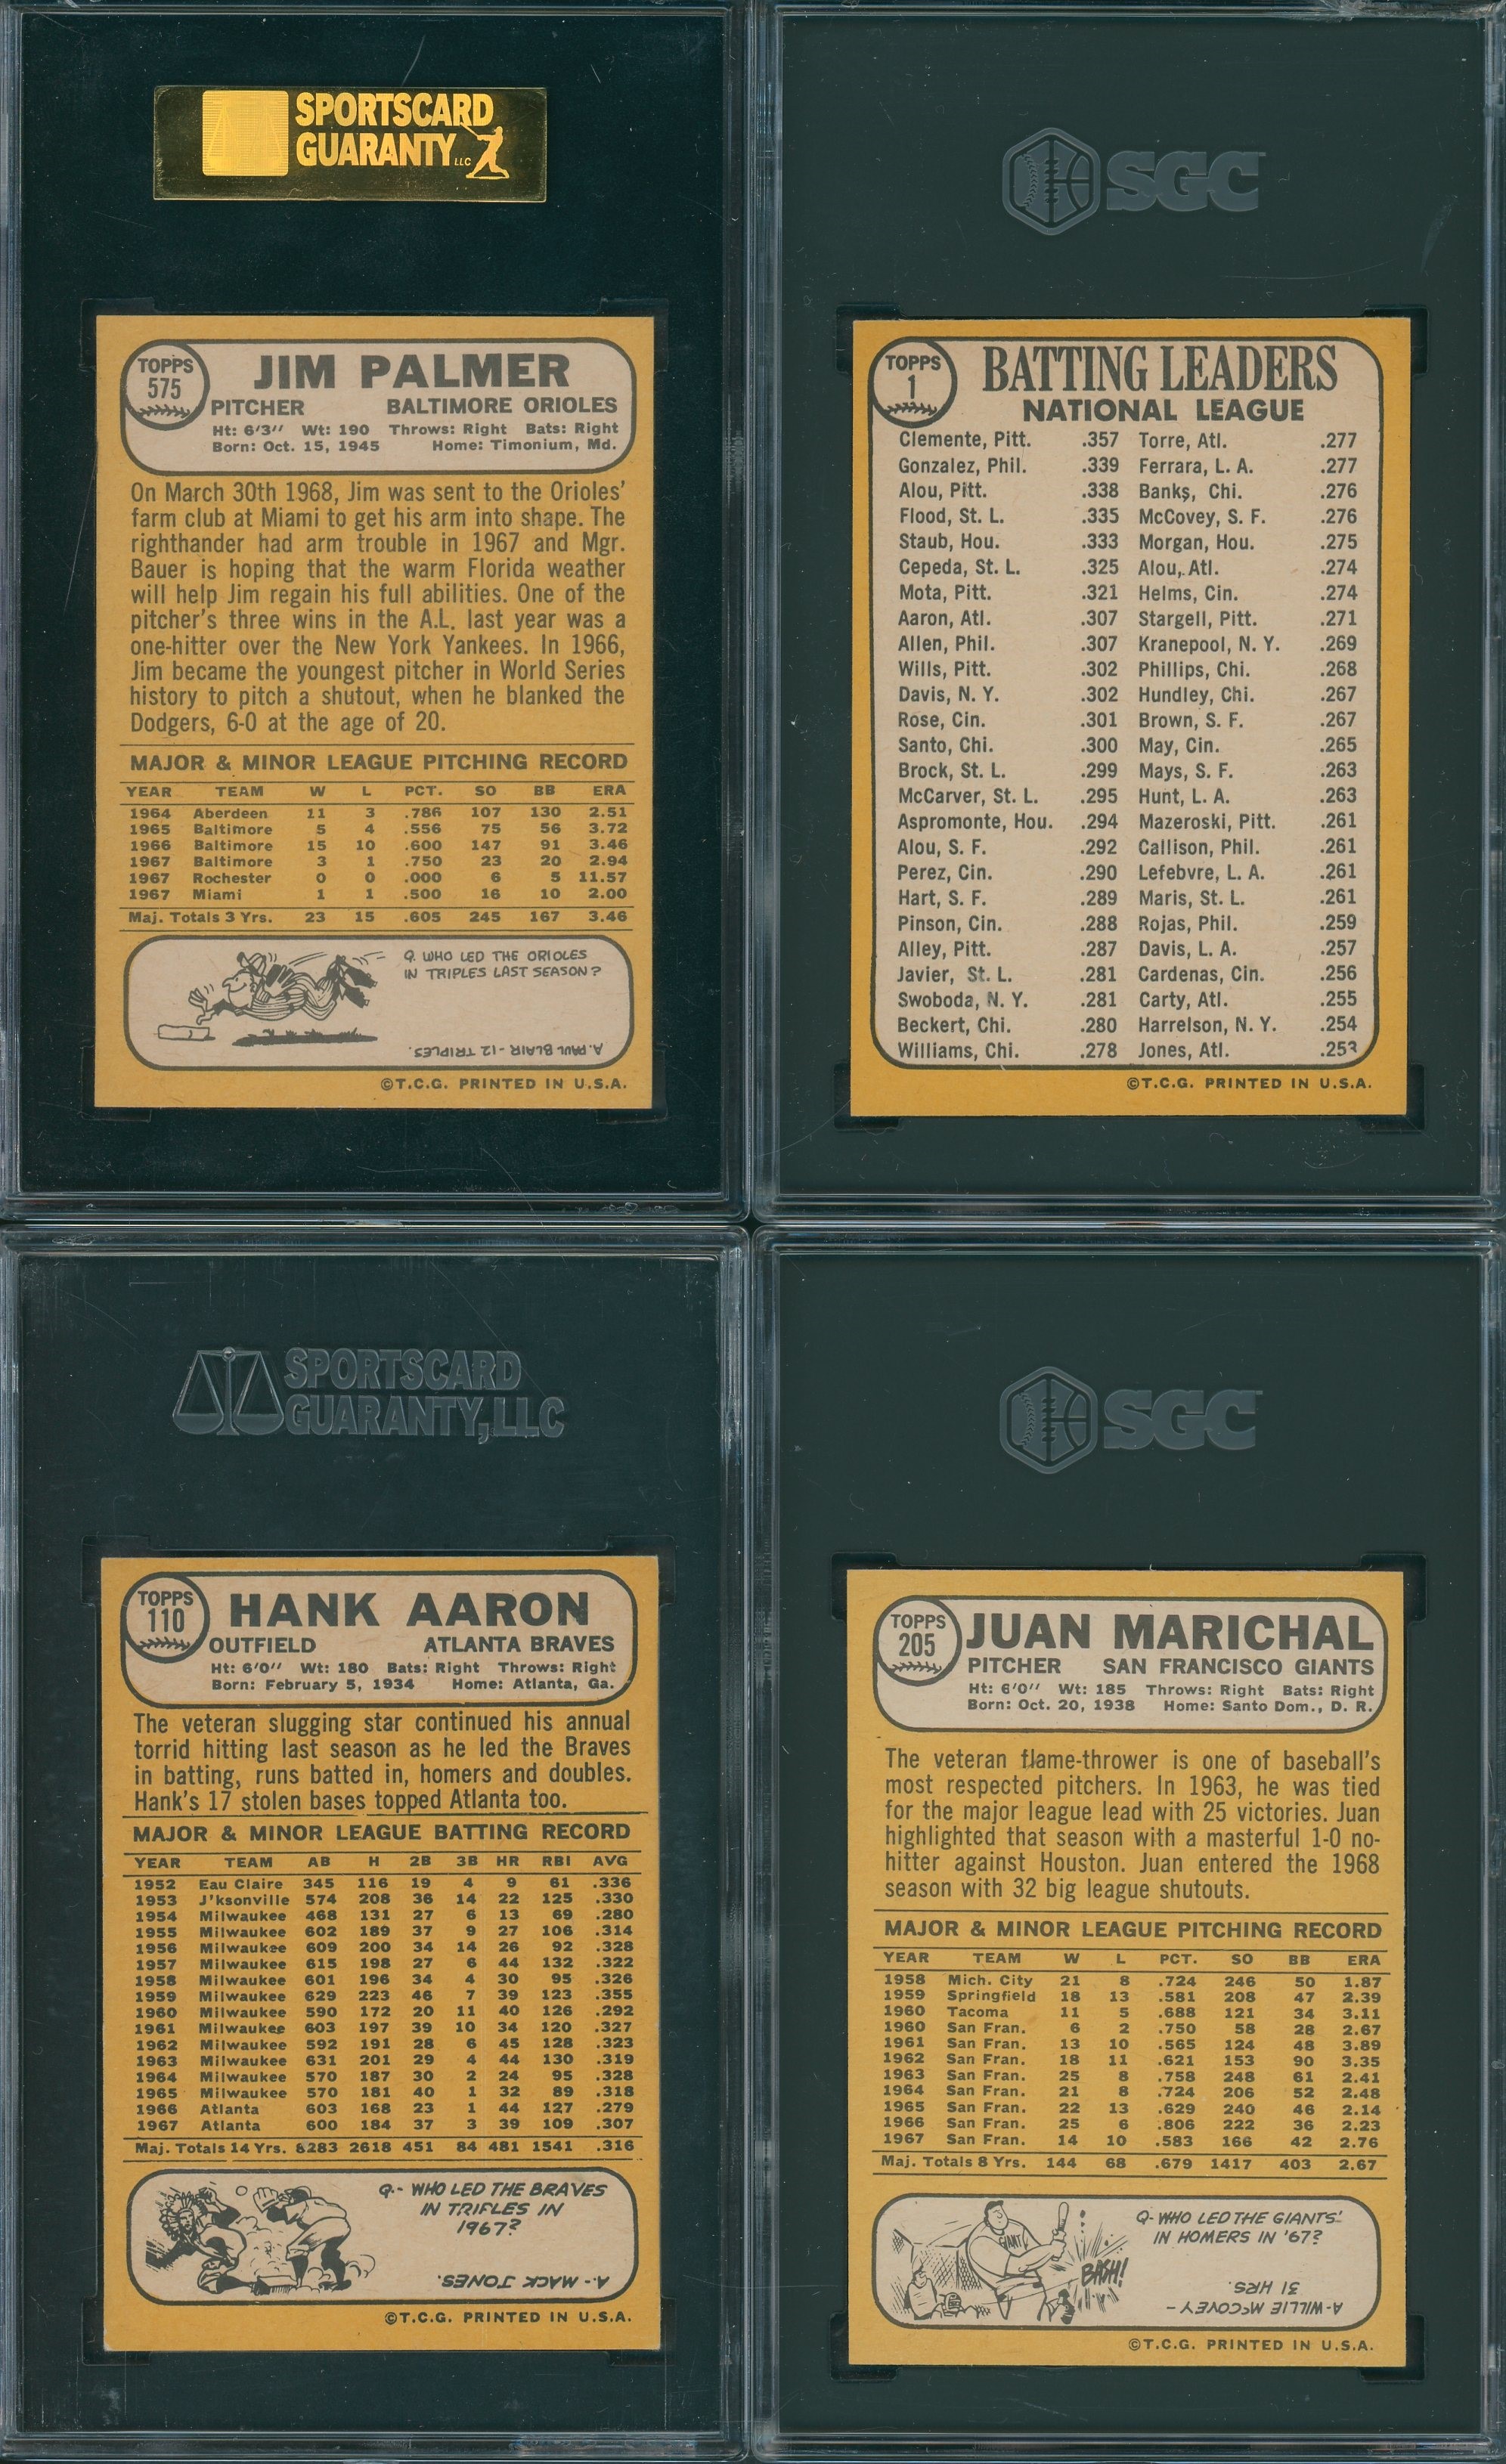 SPORTSCARD
GUARANTY LLC
TOPPS
575
JIM PALMER
PITCHER BALTIMORE ORIOLES
Ht: 6'3" Wt: 190 Throws: Right Bats: Right
Born: Oct. 15, 1945 Home: Timonium, Md.
On March 30th 1968, Jim was sent to the Orioles'
farm club at Miami to get his arm into shape. The
righthander had arm trouble in 1967 and Mgr.
Bauer is hoping that the warm Florida weather
will help Jim regain his full abilities. One of the
pitcher's three wins in the A.L. last year was a
one-hitter over the New York Yankees. In 1966,
Jim became the youngest pitcher in World Series
history to pitch a shutout, when he blanked the
Dodgers, 6-0 at the age of 20.
MAJOR & MINOR LEAGUE PITCHING RECORD
YEAR TEAM W L PCT. SO BB ERA
1964 Aberdeen 11 3 .786 107 130 2.51
1965 Baltimore 5 4 .556 75 56 3.72
1966 Baltimore 15 10 .600 147 91 3.46
1967 Baltimore 3 1 .750 23 20 2.94
1967 Rochester 0 0 .000 6 5 11.57
1967 Miami 1 1 .500 16 10 2.00
Maj. Totals 3 Yrs. 23 15 .605 245 167 3.46
Q. WHO LED THE ORIOLES
IN TRIPLES LAST SEASON?
A. PAUL BLAIR - 12 TRIPLES.
©T.C.G. PRINTED IN U.S.A.
SGC
TOPPS
1
BATTING LEADERS
NATIONAL LEAGUE
Clemente, Pitt. .357 Torre, Atl. .277
Gonzalez, Phil. .339 Ferrara, L. A. .277
Alou, Pitt. .338 Banks, Chi. .276
Flood, St. L. .335 McCovey, S. F. .276
Staub, Hou. .333 Morgan, Hou. .275
Cepeda, St. L. .325 Alou, Atl. .274
Mota, Pitt. .321 Helms, Cin. .274
Aaron, Atl. .307 Stargell, Pitt. .271
Allen, Phil. .307 Kranepool, N. Y. .269
Wills, Pitt. .302 Phillips, Chi. .268
Davis, N. Y. .302 Hundley, Chi. .267
Rose, Cin. .301 Brown, S. F. .267
Santo, Chi. .300 May, Cin. .265
Brock, St. L. .299 Mays, S. F. .263
McCarver, St. L. .295 Hunt, L. A. .263
Aspromonte, Hou. .294 Mazeroski, Pitt. .261
Alou, S. F. .292 Callison, Phil. .261
Perez, Cin. .290 Lefebvre, L. A. .261
Hart, S. F. .289 Maris, St. L. .261
Pinson, Cin. .288 Rojas, Phil. .259
Alley, Pitt. .287 Davis, L. A. .257
Javier, St. L. .281 Cardenas, Cin. .256
Swoboda, N. Y. .281 Carty, Atl. .255
Beckert, Chi. .280 Harrelson, N. Y. .254
Williams, Chi. .278 Jones, Atl. .253
©T.C.G. PRINTED IN U.S.A.
SPORTSCARD
GUARANTY, LLC
TOPPS
110
HANK AARON
OUTFIELD ATLANTA BRAVES
Ht: 6'0" Wt: 180 Bats: Right Throws: Right
Born: February 5, 1934 Home: Atlanta, Ga.
The veteran slugging star continued his annual
torrid hitting last season as he led the Braves
in batting, runs batted in, homers and doubles.
Hank's 17 stolen bases topped Atlanta too.
MAJOR & MINOR LEAGUE BATTING RECORD
YEAR TEAM AB H 2B 3B HR RBI AVG
1952 Eau Claire 345 116 19 4 9 61 .336
1953 J'ksonville 574 208 36 14 22 125 .330
1954 Milwaukee 468 131 27 6 13 69 .280
1955 Milwaukee 602 189 37 9 27 106 .314
1956 Milwaukee 609 200 34 14 26 92 .328
1957 Milwaukee 615 198 27 6 44 132 .322
1958 Milwaukee 601 196 34 4 30 95 .326
1959 Milwaukee 629 223 46 7 39 123 .355
1960 Milwaukee 590 172 20 11 40 126 .292
1961 Milwaukee 603 197 39 10 34 120 .327
1962 Milwaukee 592 191 28 6 45 128 .323
1963 Milwaukee 631 201 29 4 44 130 .319
1964 Milwaukee 570 187 30 2 24 95 .328
1965 Milwaukee 570 181 40 1 32 89 .318
1966 Atlanta 603 168 23 1 44 127 .279
1967 Atlanta 600 184 37 3 39 109 .307
Maj. Totals 14 Yrs. 8283 2618 451 84 481 1541 .316
Q.- WHO LED THE BRAVES
IN TRIPLES IN
1967?
A.- MACK JONES.
©T.C.G. PRINTED IN U.S.A.
SGC
TOPPS
205
JUAN MARICHAL
PITCHER SAN FRANCISCO GIANTS
Ht: 6'0" Wt: 185 Throws: Right Bats: Right
Born: Oct. 20, 1938 Home: Santo Dom., D. R.
The veteran flame-thrower is one of baseball's
most respected pitchers. In 1963, he was tied
for the major league lead with 25 victories. Juan
highlighted that season with a masterful 1-0 no-
hitter against Houston. Juan entered the 1968
season with 32 big league shutouts.
MAJOR & MINOR LEAGUE PITCHING RECORD
YEAR TEAM W L PCT. SO BB ERA
1958 Mich. City 21 8 .724 246 50 1.87
1959 Springfield 18 13 .581 208 47 2.39
1960 Tacoma 11 5 .688 121 34 3.11
1960 San Fran. 6 2 .750 58 28 2.67
1961 San Fran. 13 10 .565 124 48 3.89
1962 San Fran. 18 11 .621 153 90 3.35
1963 San Fran. 25 8 .758 248 61 2.41
1964 San Fran. 21 8 .724 206 52 2.48
1965 San Fran. 22 13 .629 240 46 2.14
1966 San Fran. 25 6 .806 222 36 2.23
1967 San Fran. 14 10 .583 166 42 2.76
Maj. Totals 8 Yrs. 144 68 .679 1417 403 2.67
GIANTS
BASH!
Q-WHO LED THE GIANTS'
IN HOMERS IN '67?
A-WILLIE McCOVEY -
31 HRS.
©T.C.G. PRINTED IN U.S.A.